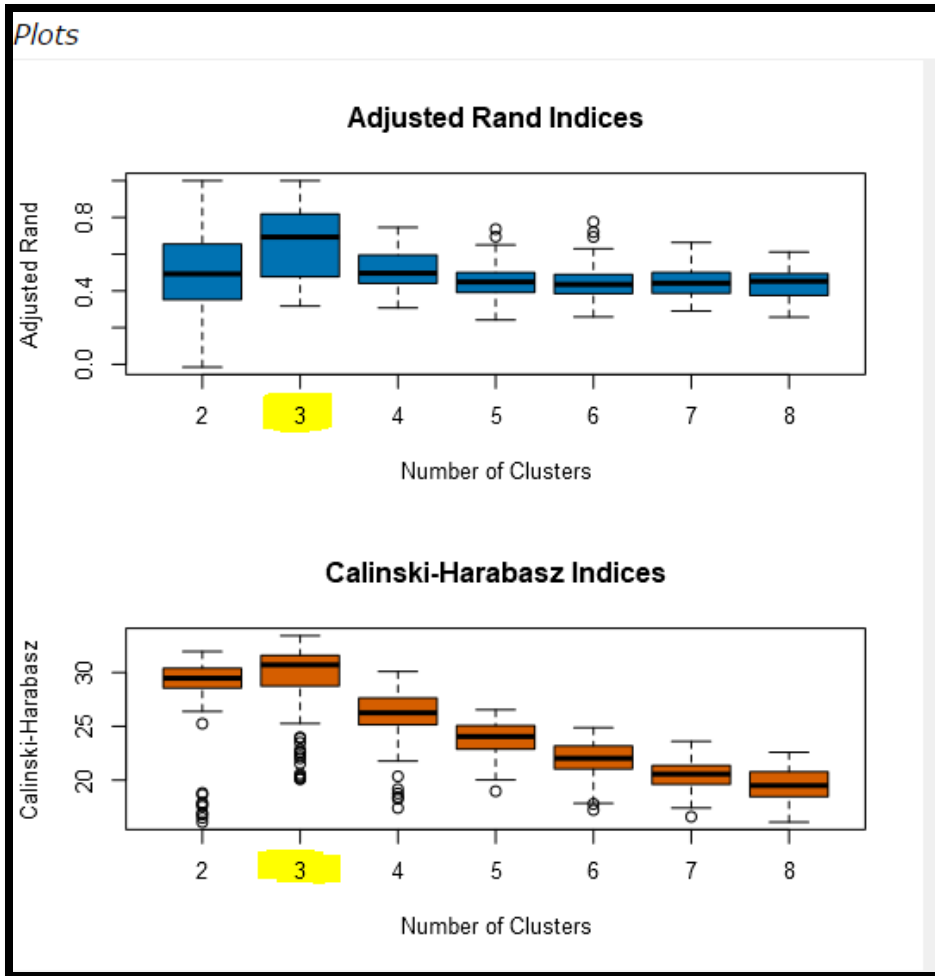 Plots
Adjusted Rand Indices
Adjusted Rand
0.8
0.4
0.0
2 3 4 5 6 7 8
Number of Clusters
Calinski-Harabasz Indices
Calinski-Harabasz
30
25
20
2 3 4 5 6 7 8
Number of Clusters